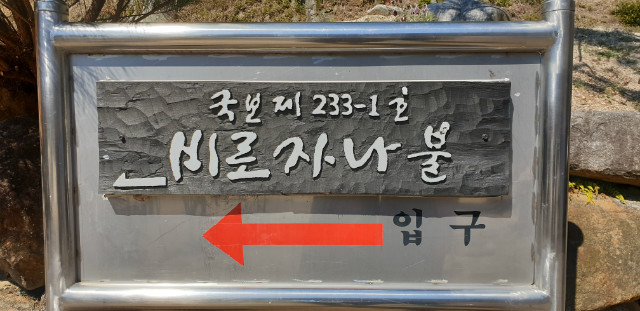 국보 제 233-1호
비로자나불
입구